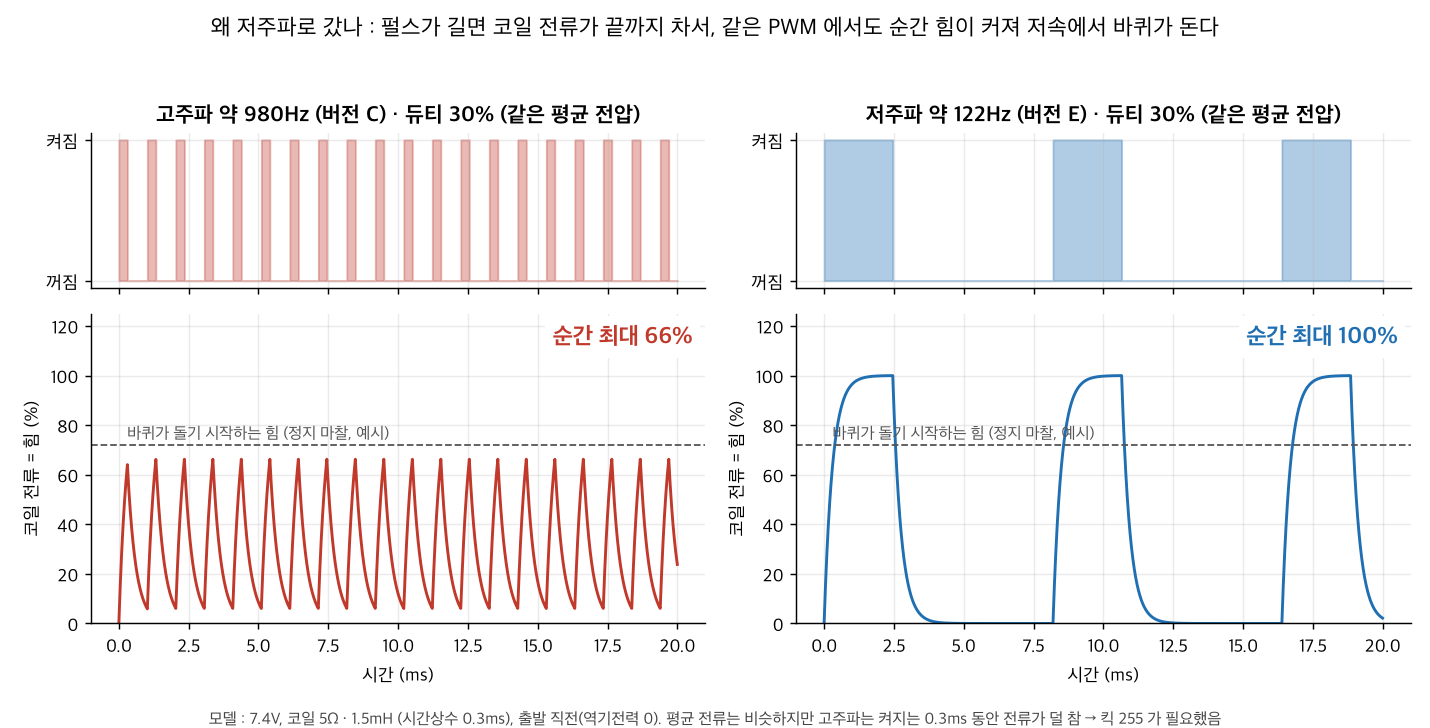 왜 저주파로 갔나 : 펄스가 길면 코일 전류가 끝까지 차서, 같은 PWM 에서도 순간 힘이 커져 저속에서 바퀴가 돈다
고주파 약 980Hz (버전 C) · 듀티 30% (같은 평균 전압)
켜짐
꺼짐
저주파 약 122Hz (버전 E) · 듀티 30% (같은 평균 전압)
켜짐
꺼짐
코일 전류 = 힘 (%)
120
100
80
60
40
20
0
순간 최대 66%
바퀴가 돌기 시작하는 힘 (정지 마찰, 예시)
0.0 2.5 5.0 7.5 10.0 12.5 15.0 17.5 20.0
시간 (ms)
코일 전류 = 힘 (%)
120
100
80
60
40
20
0
순간 최대 100%
바퀴가 돌기 시작하는 힘 (정지 마찰, 예시)
0.0 2.5 5.0 7.5 10.0 12.5 15.0 17.5 20.0
시간 (ms)
모델 : 7.4V, 코일 5Ω · 1.5mH (시간상수 0.3ms), 출발 직전(역기전력 0). 평균 전류는 비슷하지만 고주파는 켜지는 0.3ms 동안 전류가 덜 참 → 킥 255 가 필요했음